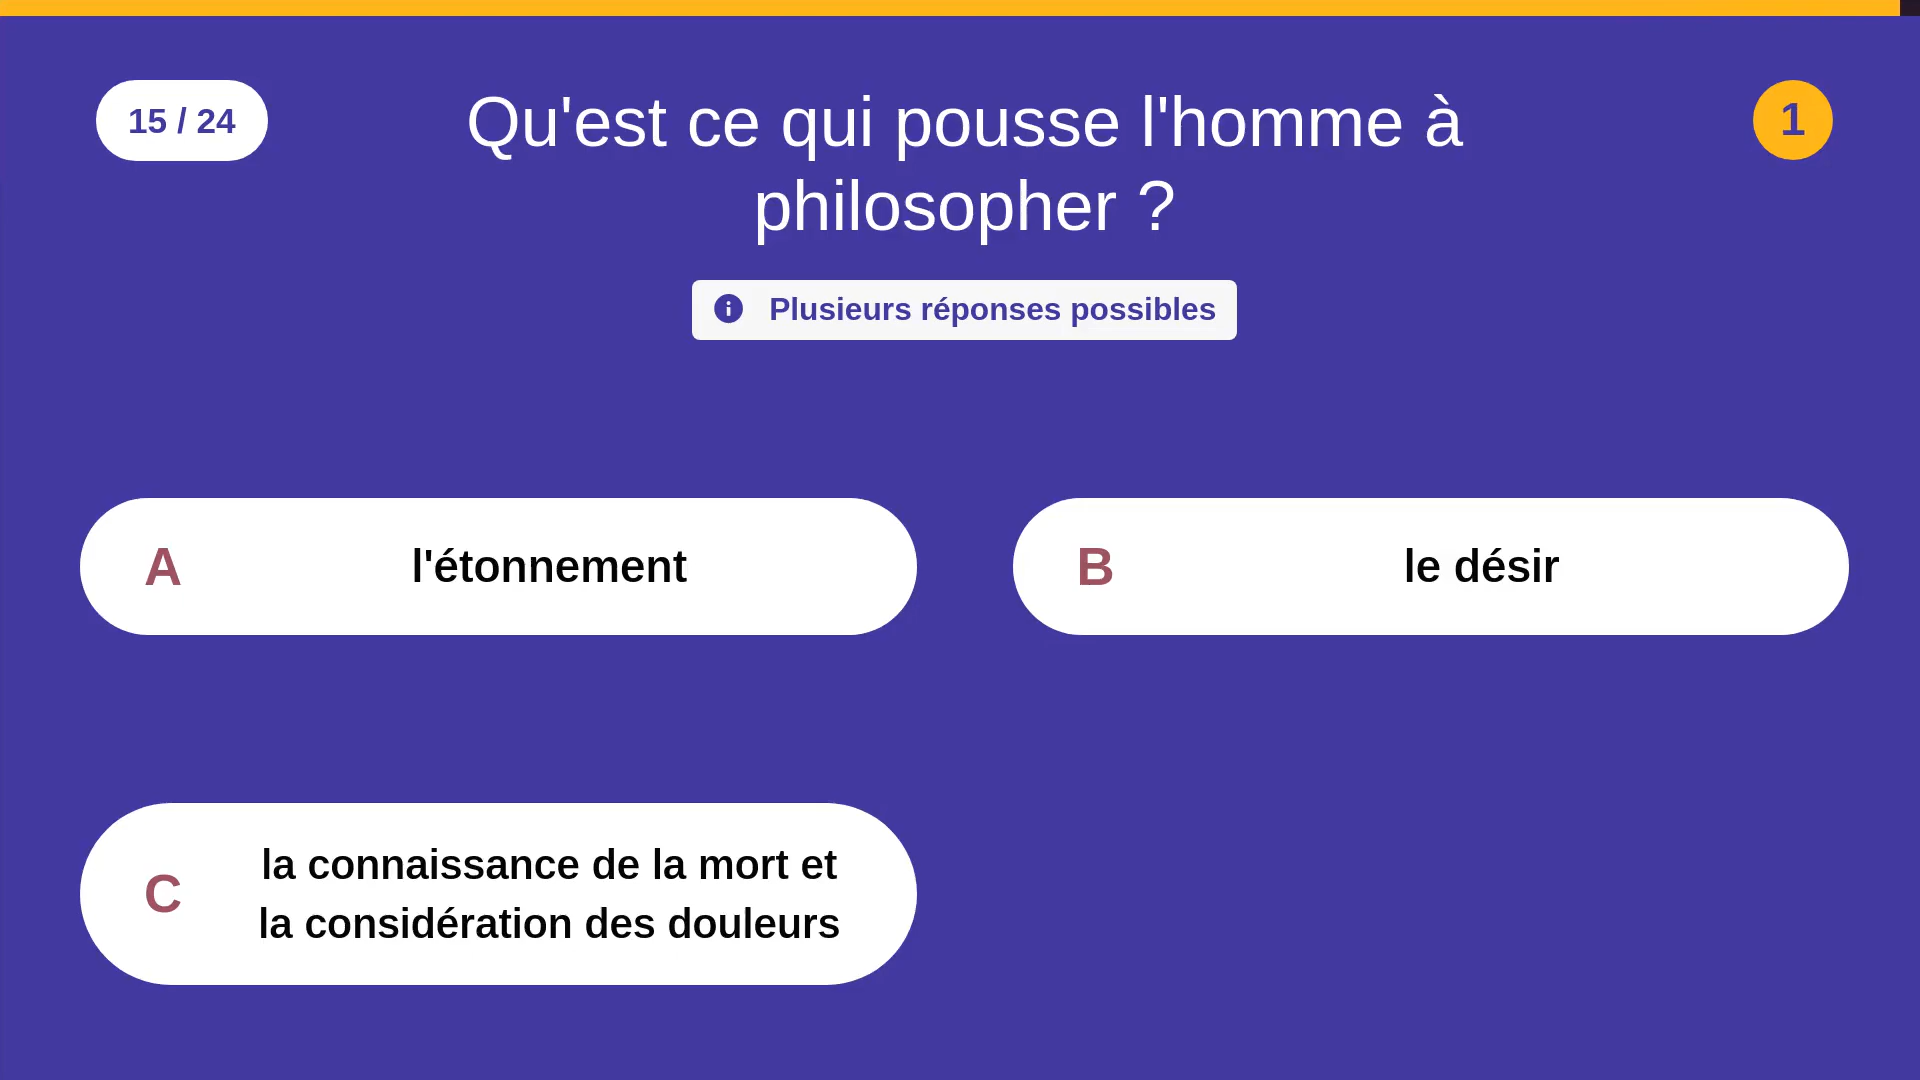 15 / 24
Qu'est ce qui pousse l'homme à
philosopher ?
1
Plusieurs réponses possibles
A
l'étonnement
B
le désir
C
la connaissance de la mort et
la considération des douleurs